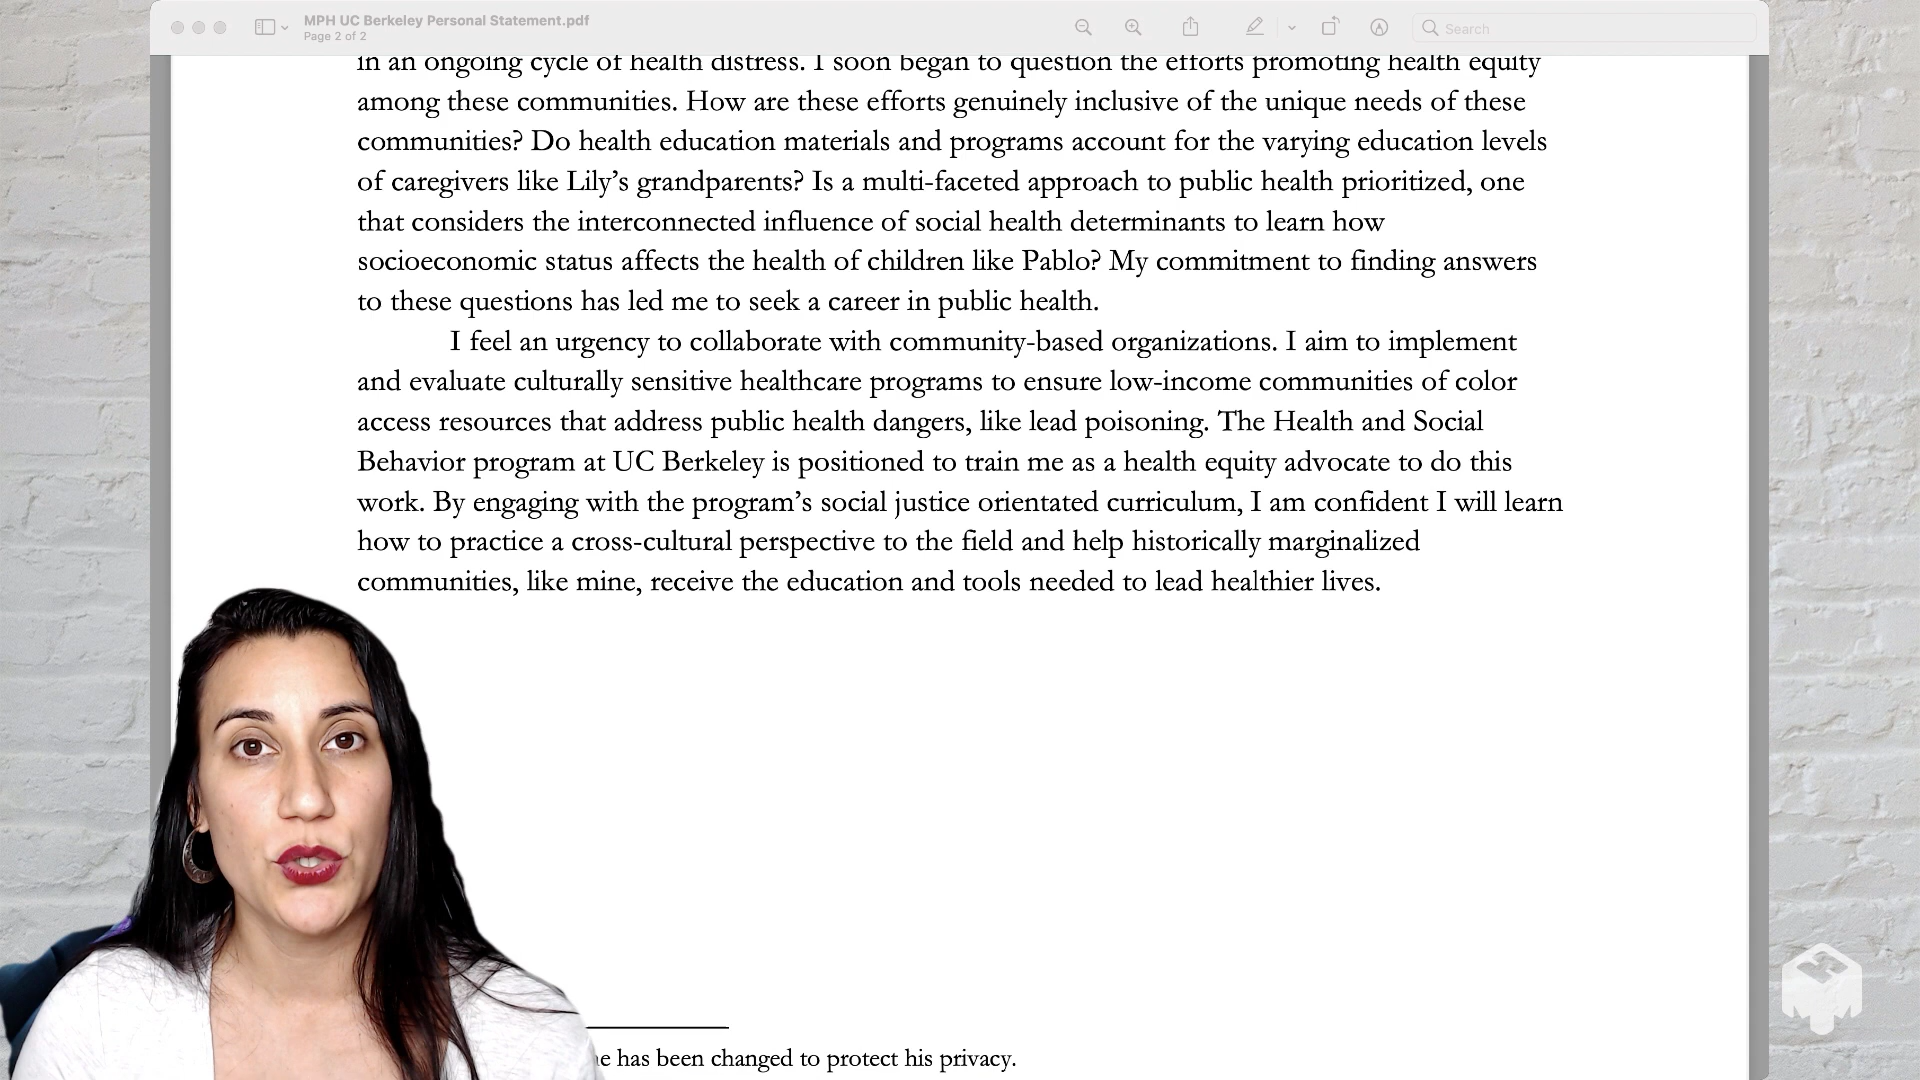 MPH UC Berkeley Personal Statement.pdf
Page 2 of 2
Search
in an ongoing cycle of health distress. I soon began to question the efforts promoting health equity
among these communities. How are these efforts genuinely inclusive of the unique needs of these
communities? Do health education materials and programs account for the varying education levels
of caregivers like Lily’s grandparents? Is a multi-faceted approach to public health prioritized, one
that considers the interconnected influence of social health determinants to learn how
socioeconomic status affects the health of children like Pablo? My commitment to finding answers
to these questions has led me to seek a career in public health.
I feel an urgency to collaborate with community-based organizations. I aim to implement
and evaluate culturally sensitive healthcare programs to ensure low-income communities of color
access resources that address public health dangers, like lead poisoning. The Health and Social
Behavior program at UC Berkeley is positioned to train me as a health equity advocate to do this
work. By engaging with the program’s social justice orientated curriculum, I am confident I will learn
how to practice a cross-cultural perspective to the field and help historically marginalized
communities, like mine, receive the education and tools needed to lead healthier lives.
has been changed to protect his privacy.